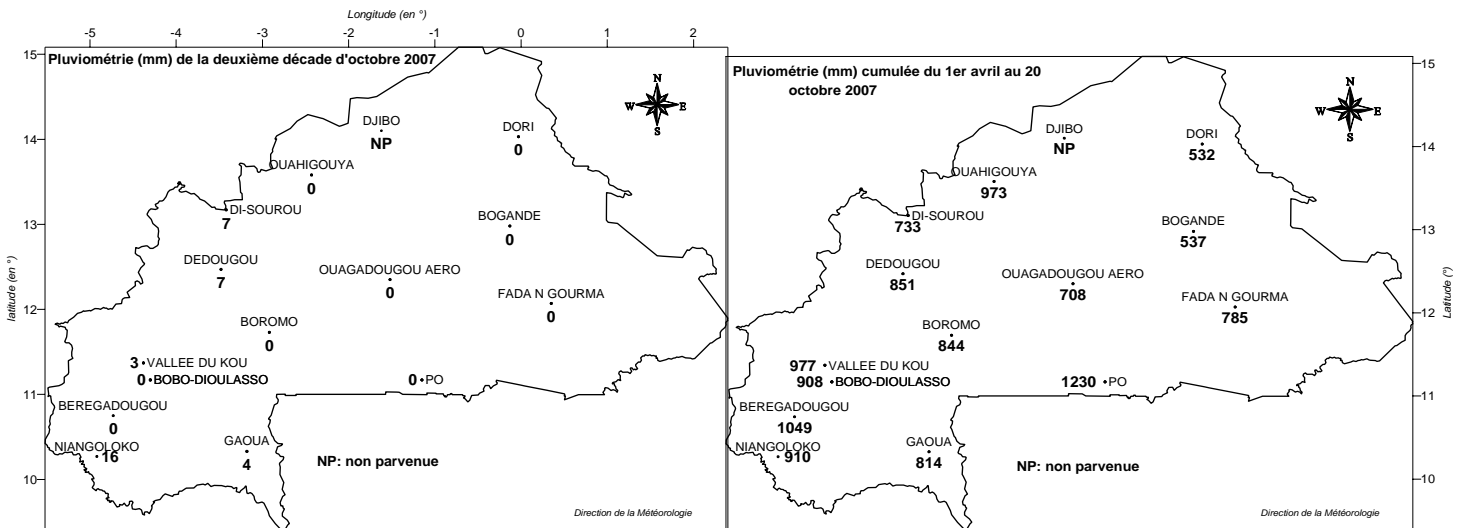 Longitude (en °)
-5 -4 -3 -2 -1 0 1 2
15
14
13
12
11
10
latitude (en °)
Pluviométrie (mm) de la deuxième décade d'octobre 2007
N
W E
S
DJIBO
NP
DORI
0
OUAHIGOUYA
0
DI-SOUROU
7
BOGANDE
0
DEDOUGOU
7
OUAGADOUGOU AERO
0
FADA N GOURMA
0
BOROMO
0
3 VALLEE DU KOU
0 BOBO-DIOULASSO
0 PO
BEREGADOUGOU
0
NIANGOLOKO
16
GAOUA
4
NP: non parvenue
Direction de la Météorologie
Pluviométrie (mm) cumulée du 1er avril au 20
octobre 2007
N
W E
S
DJIBO
NP
DORI
532
OUAHIGOUYA
973
DI-SOUROU
733
BOGANDE
537
DEDOUGOU
851
OUAGADOUGOU AERO
708
FADA N GOURMA
785
BOROMO
844
977 VALLEE DU KOU
908 BOBO-DIOULASSO
1230 PO
BEREGADOUGOU
1049
NIANGOLOKO
910
GAOUA
814
NP: non parvenue
Direction de la Météorologie
15
14
13
12
11
10
Latitude (°)